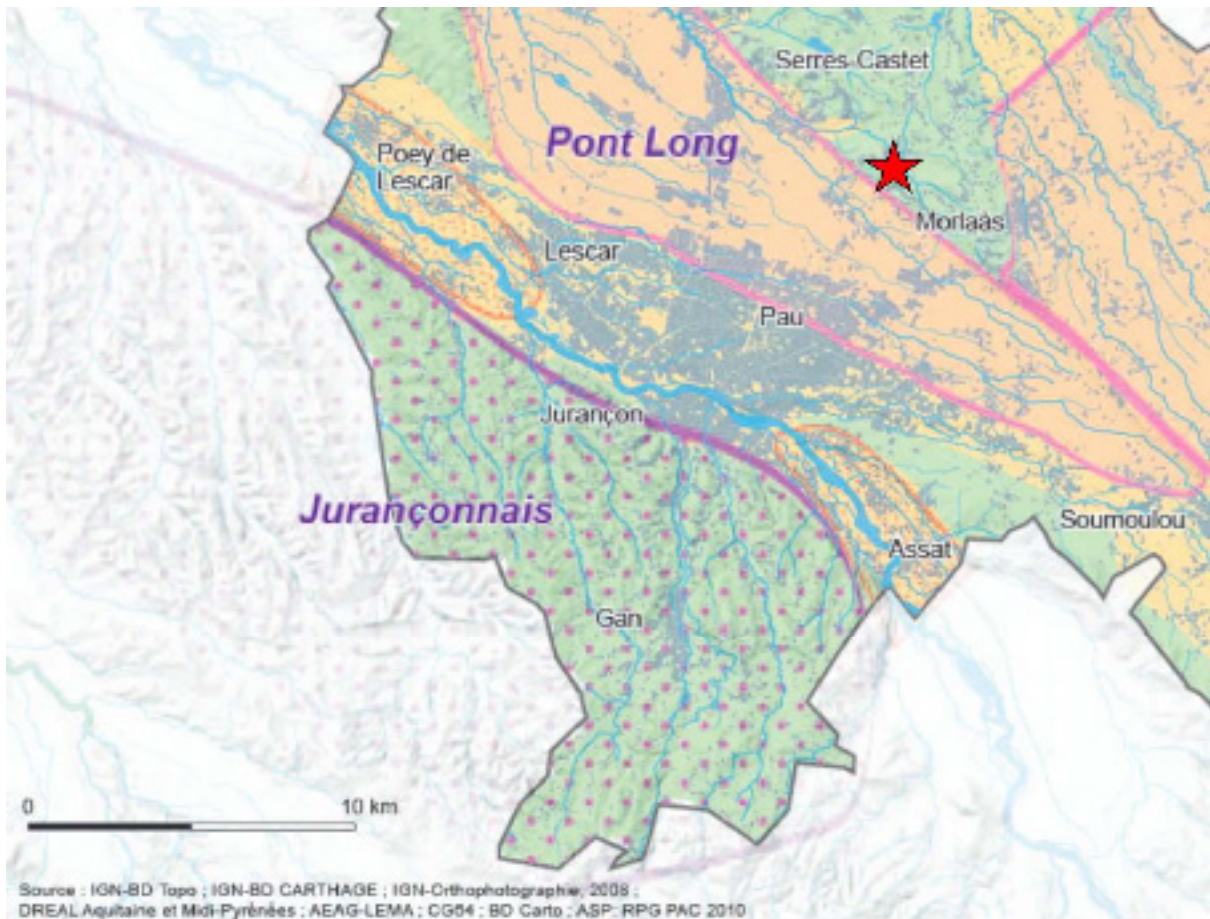 Serres-Castet
Pont Long
Poey de
Lescar
Morlaàs
Lescar
Pau
Jurançon
Jurançonnais
Soumoulou
Assat
Gan
0 10 km
Source : IGN-BD Topo ; IGN-BD CARTHAGE ; IGN-Orthophotographie, 2008 ;
DREAL Aquitaine et Midi-Pyrénées ; AEAG-LEMA ; CG64 ; BD Carto ; ASP: RPG PAC 2010